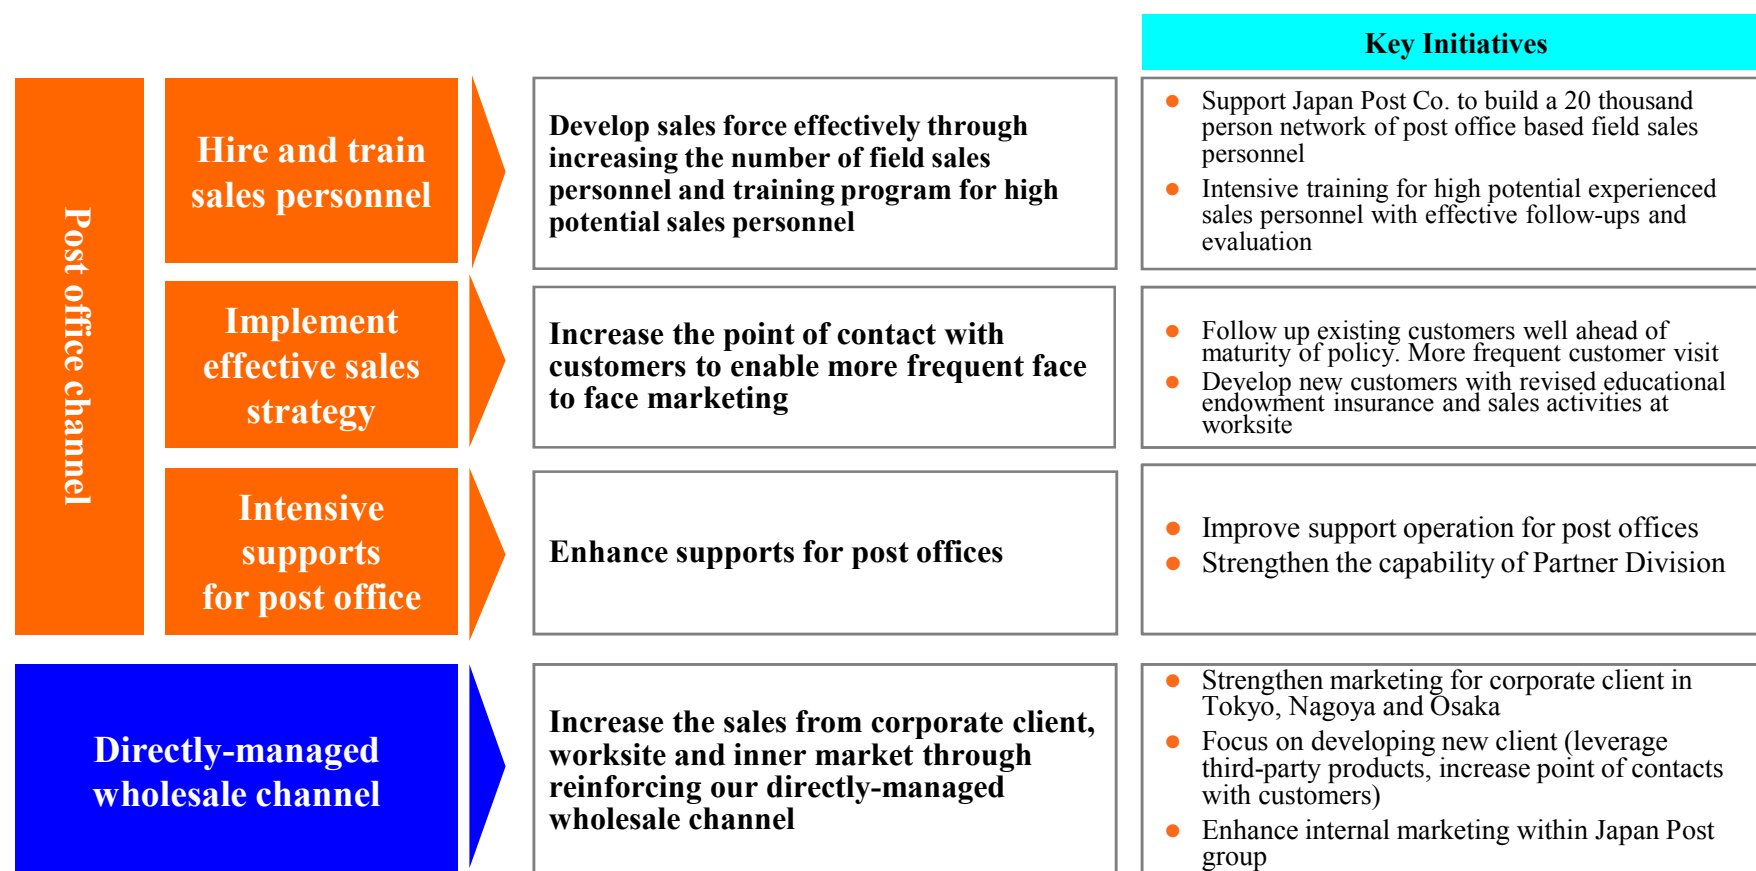 Key Initiatives
Post office channel
Hire and train
sales personnel
Develop sales force effectively through
increasing the number of field sales
personnel and training program for high
potential sales personnel
● Support Japan Post Co. to build a 20 thousand
person network of post office based field sales
personnel
● Intensive training for high potential experienced
sales personnel with effective follow-ups and
evaluation
Implement
effective sales
strategy
Increase the point of contact with
customers to enable more frequent face
to face marketing
● Follow up existing customers well ahead of
maturity of policy. More frequent customer visit
● Develop new customers with revised educational
endowment insurance and sales activities at
worksite
Intensive
supports
for post office
Enhance supports for post offices
● Improve support operation for post offices
● Strengthen the capability of Partner Division
Directly-managed
wholesale channel
Increase the sales from corporate client,
worksite and inner market through
reinforcing our directly-managed
wholesale channel
● Strengthen marketing for corporate client in
Tokyo, Nagoya and Osaka
● Focus on developing new client (leverage
third-party products, increase point of contacts
with customers)
● Enhance internal marketing within Japan Post
group